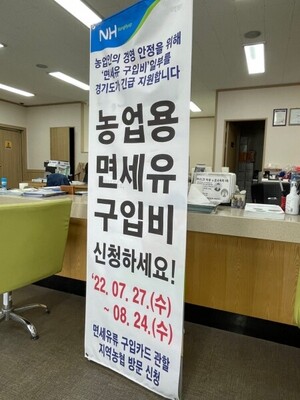 NH
농업인의 경영 안정을 위해
'면세유 구입비'일부를
경기도가 긴급 지원합니다
농업용
면세유
구입비
신청하세요!
'22. 07. 27.(수)
~ 08. 24.(수)
면세유류 구입카드 관할
지역농협 방문 신청